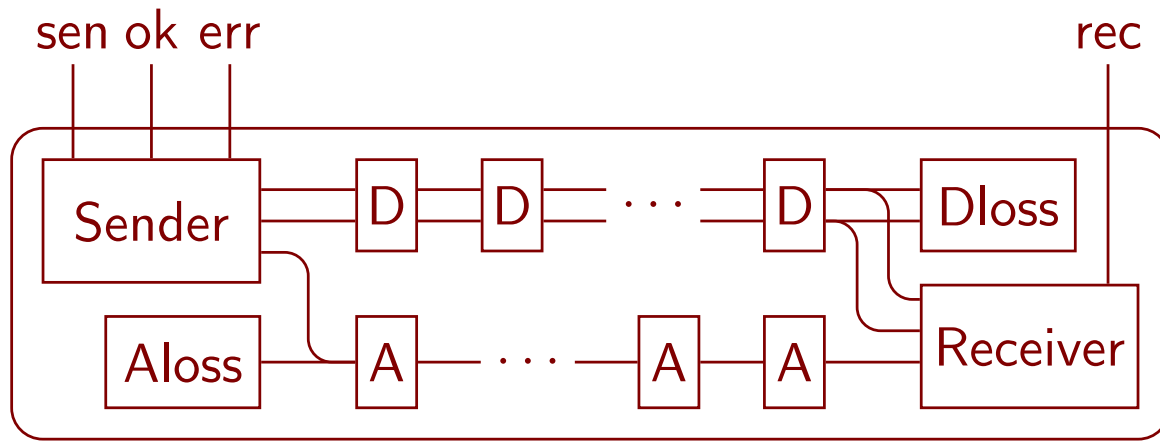 sen ok err rec
Sender D D ... D Dloss
Aloss A ... A A Receiver